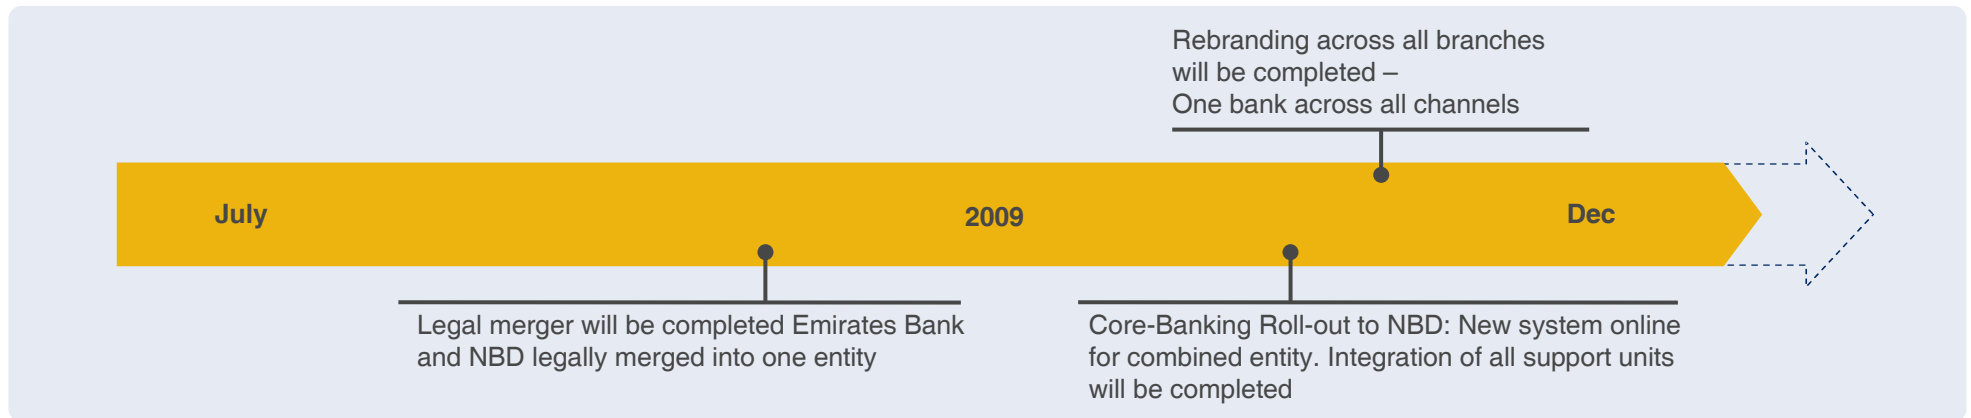 Rebranding across all branches
will be completed –
One bank across all channels
July
2009
Dec
Legal merger will be completed Emirates Bank
and NBD legally merged into one entity
Core-Banking Roll-out to NBD: New system online
for combined entity. Integration of all support units
will be completed